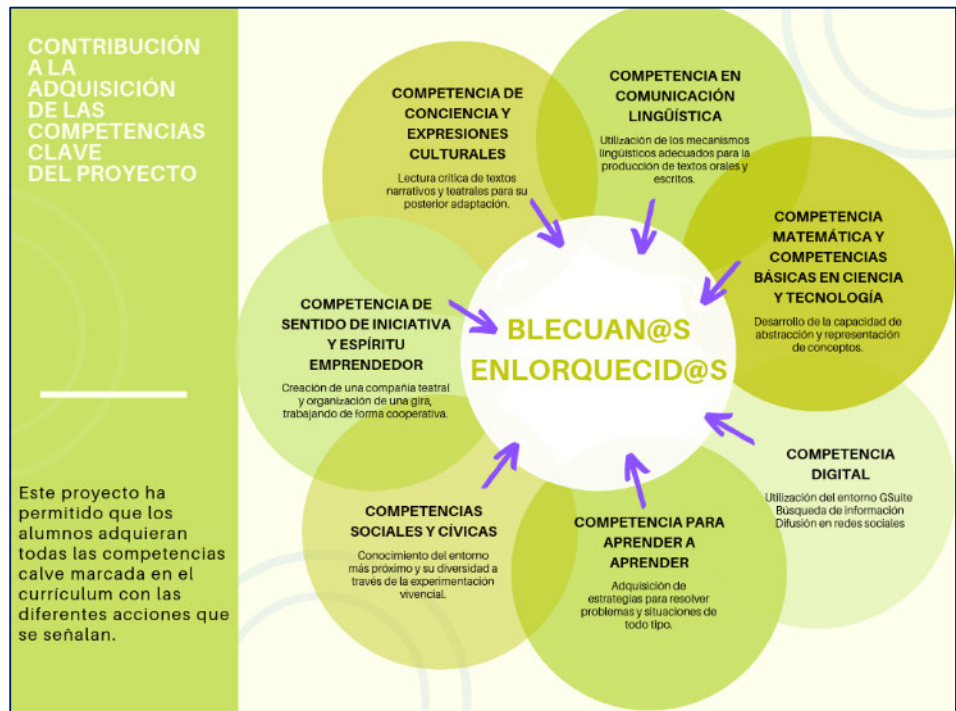 CONTRIBUCIÓN
A LA
ADQUISICIÓN
DE LAS
COMPETENCIAS
CLAVE
DEL PROYECTO
Este proyecto ha
permitido que los
alumnos adquieran
todas las competencias
calve marcada en el
currículum con las
diferentes acciones que
se señalan.
COMPETENCIA DE
CONCIENCIA Y
EXPRESIONES
CULTURALES
Lectura crítica de textos
narrativos y teatrales para su
posterior adaptación.
COMPETENCIA EN
COMUNICACIÓN
LINGÜÍSTICA
Utilización de los mecanismos
lingüísticos adecuados para la
producción de textos orales y
escritos.
COMPETENCIA
MATEMÁTICA Y
COMPETENCIAS
BÁSICAS EN CIENCIA
Y TECNOLOGÍA
Desarrollo de la capacidad de
abstracción y representación
de conceptos.
COMPETENCIA DE
SENTIDO DE INICIATIVA
Y ESPÍRITU
EMPRENDEDOR
Creación de una compañía teatral
y organización de una gira,
trabajando de forma cooperativa.
BLECUAN@S
ENLORQUECID@S
COMPETENCIA
DIGITAL
Utilización del entorno GSuite
Búsqueda de información
Difusión en redes sociales
COMPETENCIAS
SOCIALES Y CÍVICAS
Conocimiento del entorno
más próximo y su diversidad a
través de la experimentación
vivencial.
COMPETENCIA PARA
APRENDER A
APRENDER
Adquisición de
estrategias para resolver
problemas y situaciones de
todo tipo.